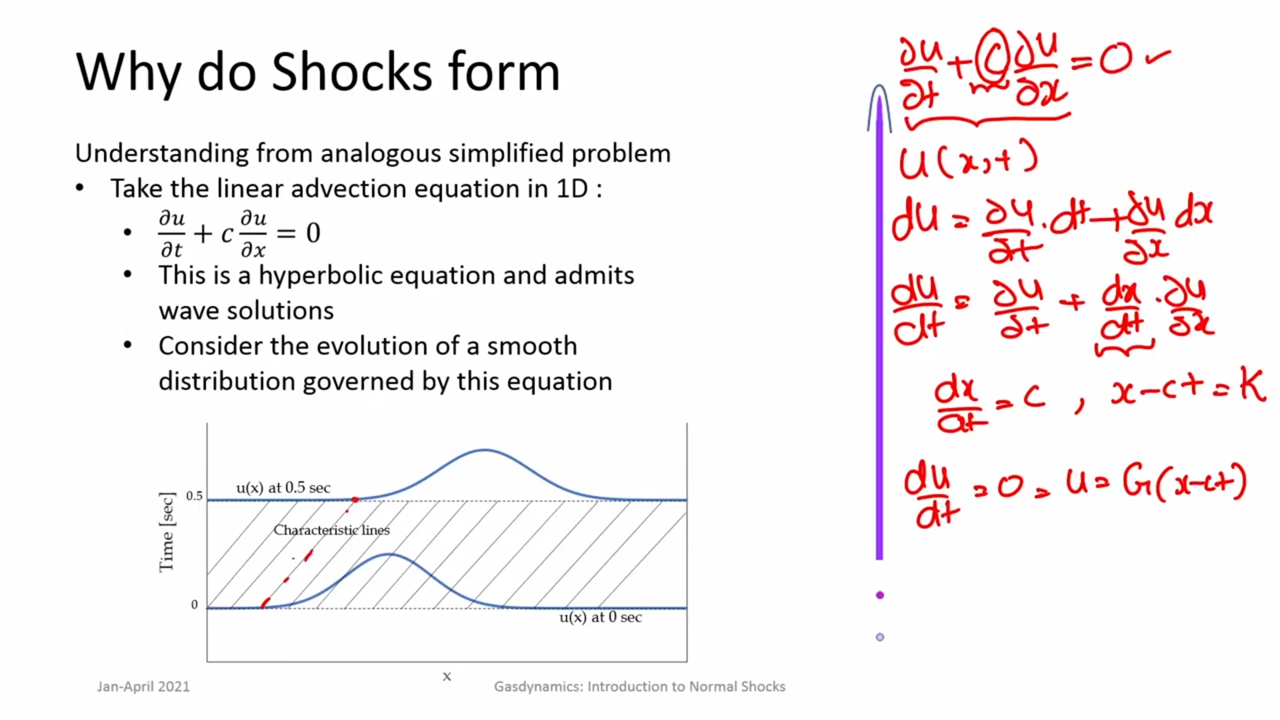 Why do Shocks form
Understanding from analogous simplified problem
• Take the linear advection equation in 1D :
• ∂u/∂t + c ∂u/∂x = 0
• This is a hyperbolic equation and admits
wave solutions
• Consider the evolution of a smooth
distribution governed by this equation
0.5
u(x) at 0.5 sec
Time [sec]
Characteristic lines
0
u(x) at 0 sec
x
Jan-April 2021
Gasdynamics: Introduction to Normal Shocks
∂u/∂t + c ∂u/∂x = 0 ✓
u(x,t)
du = ∂u/∂t . dt + ∂u/∂x dx
du/dt = ∂u/∂t + dx/dt . ∂u/∂x
dx/dt = c , x-ct = K
du/dt = 0 = u = G(x-ct)